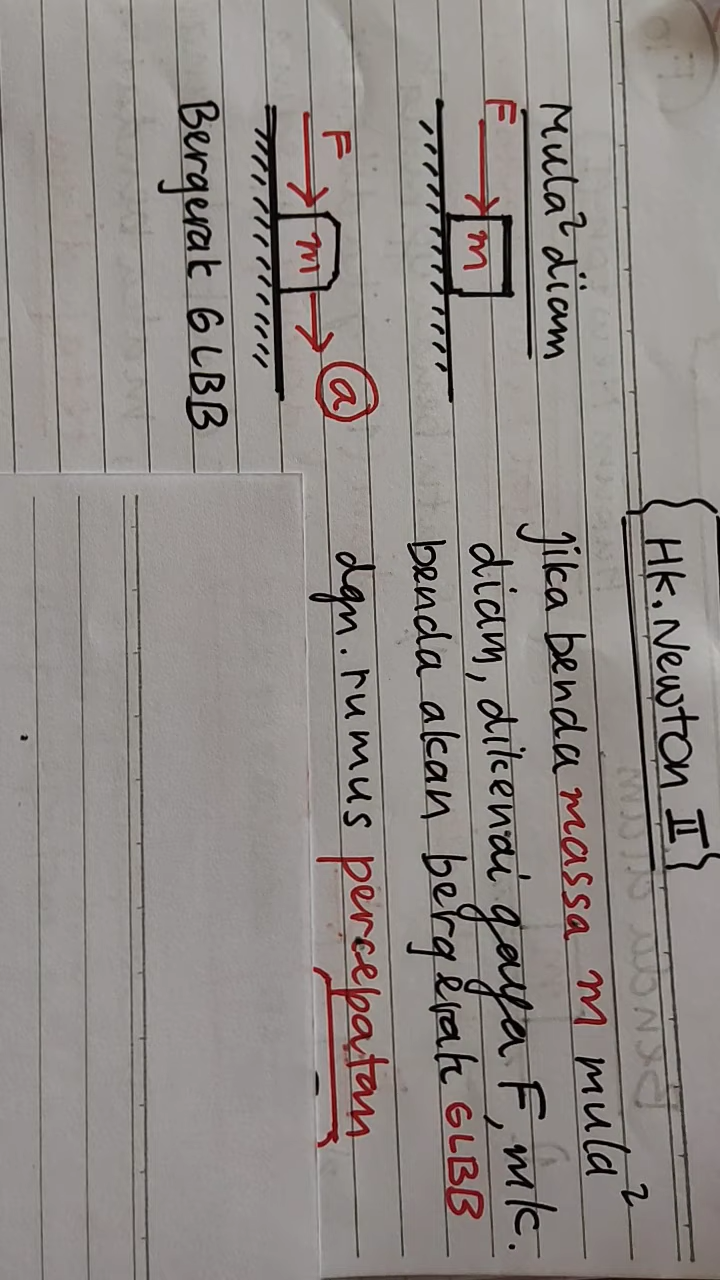 {Hk. Newton II}
Mula² diam
F
m
F
m
a
Bergerak GLBB
jika benda massa m mula²
diam, dikenai gaya F, mk.
benda akan bergerak GLBB
dgn. rumus percepatan